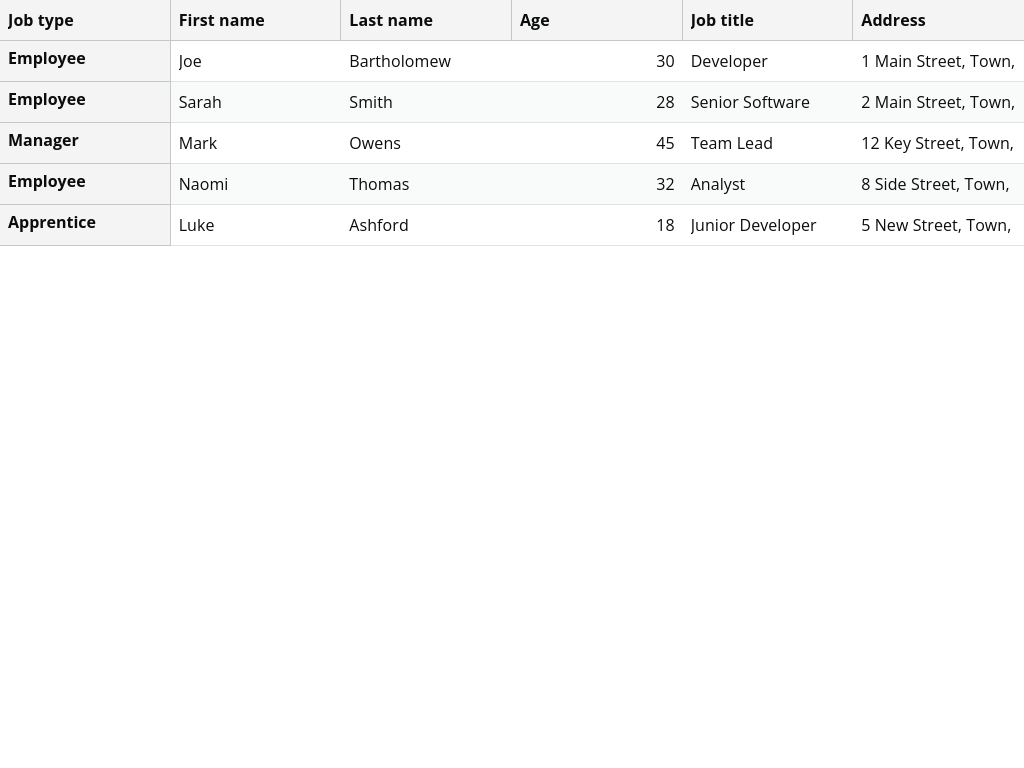 Job type First name Last name Age Job title Address
Employee Joe Bartholomew 30 Developer 1 Main Street, Town,
Employee Sarah Smith 28 Senior Software 2 Main Street, Town,
Manager Mark Owens 45 Team Lead 12 Key Street, Town,
Employee Naomi Thomas 32 Analyst 8 Side Street, Town,
Apprentice Luke Ashford 18 Junior Developer 5 New Street, Town,